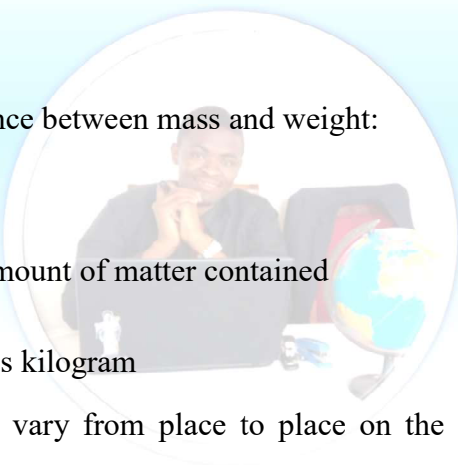 nce between mass and weight:
mount of matter contained
s kilogram
vary from place to place on the